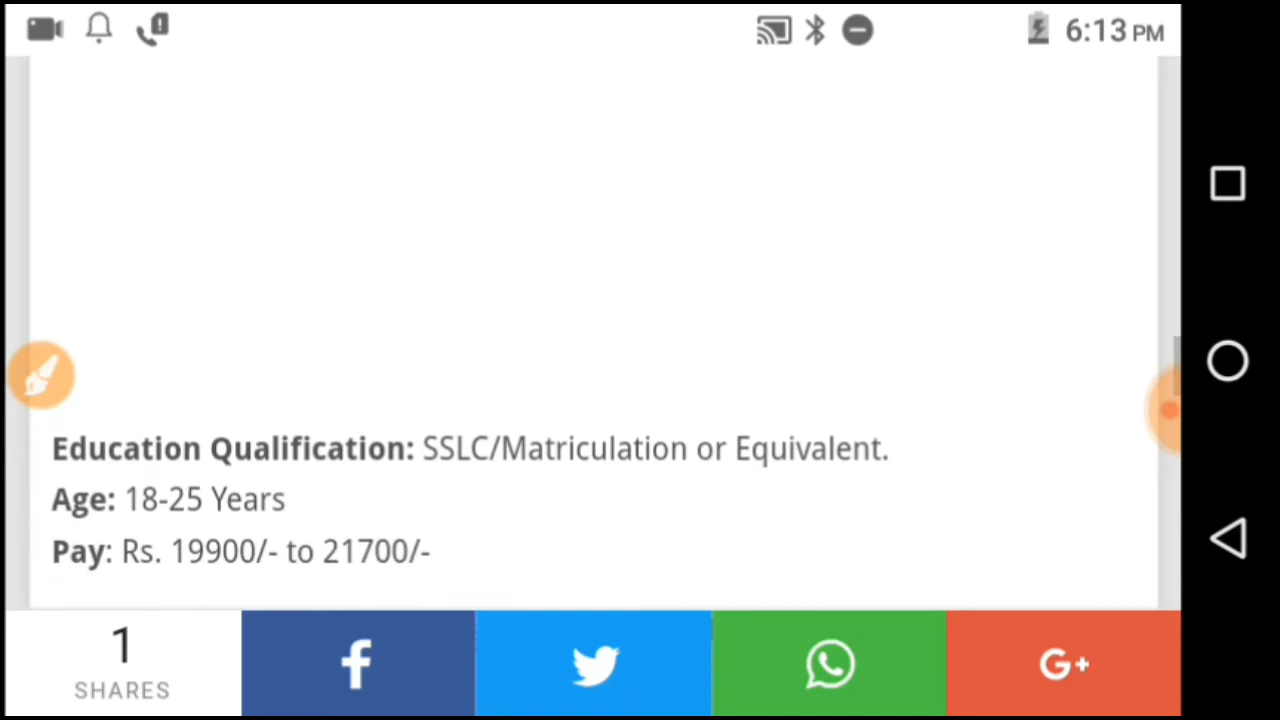 6:13 PM
Education Qualification: SSLC/Matriculation or Equivalent.
Age: 18-25 Years
Pay: Rs. 19900/- to 21700/-
1
SHARES
G+